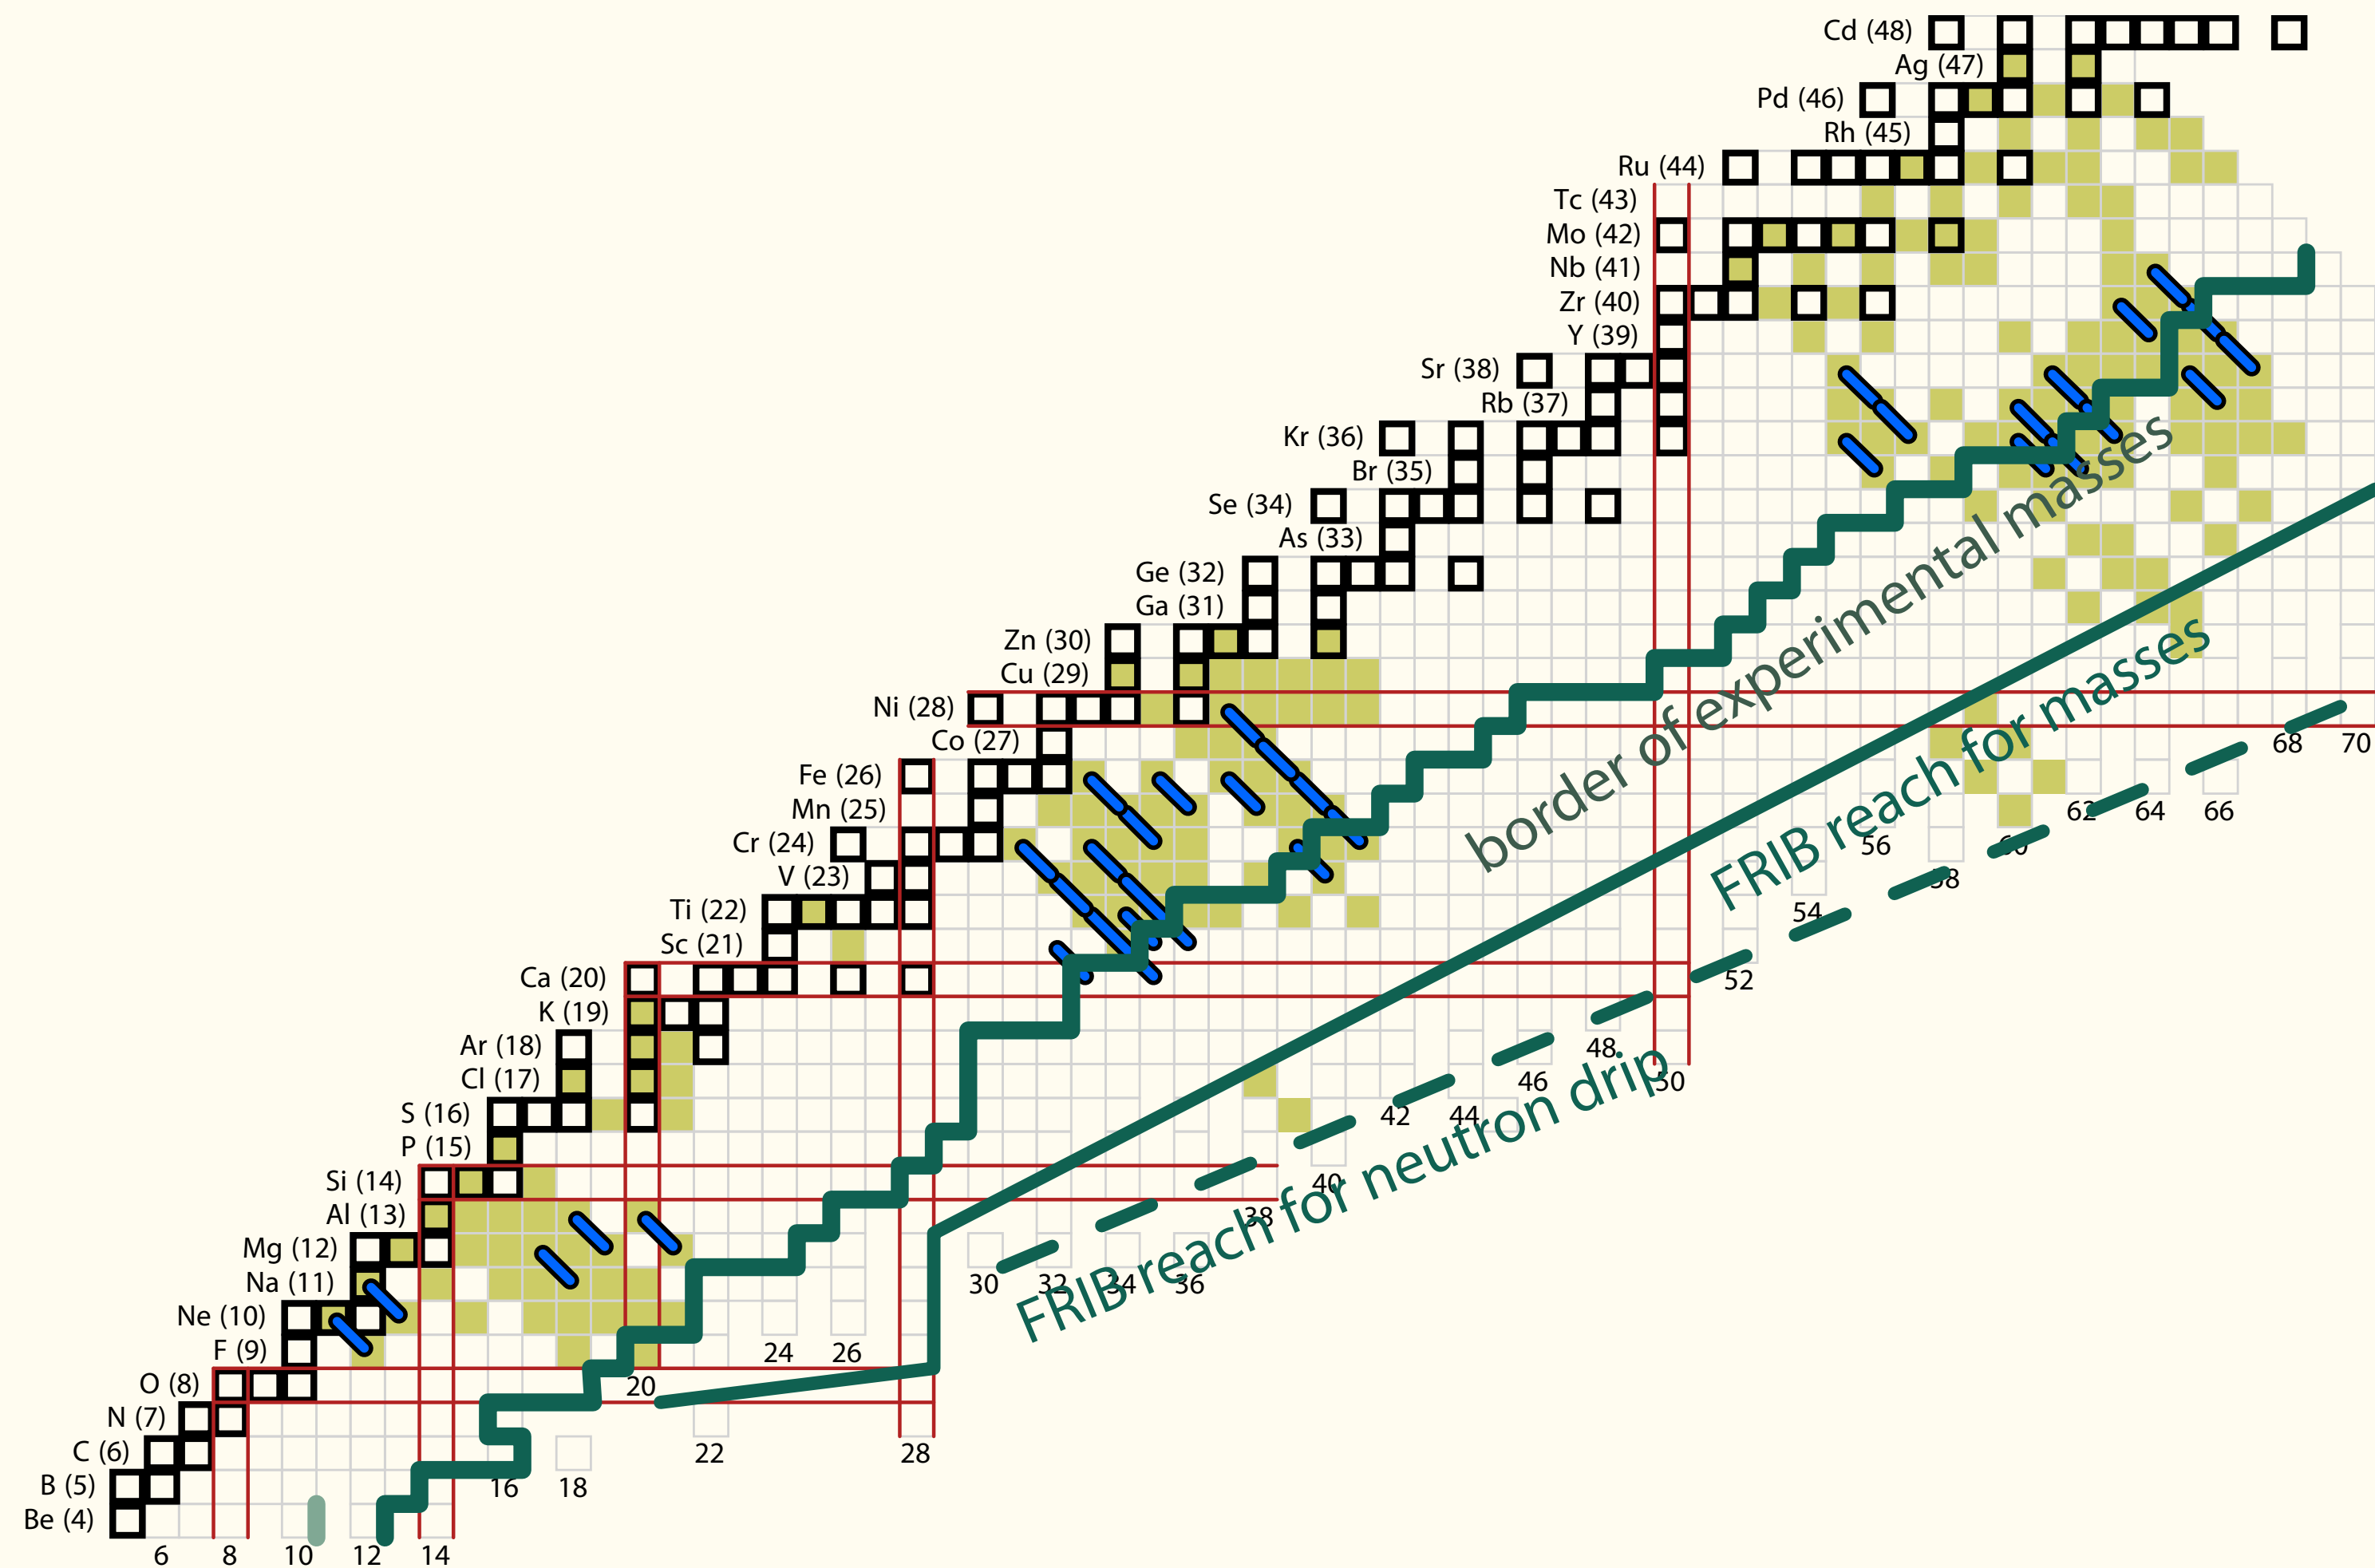 Cd (48)
Ag (47)
Pd (46)
Rh (45)
Ru (44)
Tc (43)
Mo (42)
Nb (41)
Zr (40)
Y (39)
Sr (38)
Rb (37)
Kr (36)
Br (35)
Se (34)
As (33)
Ge (32)
Ga (31)
Zn (30)
Cu (29)
Ni (28)
Co (27)
Fe (26)
Mn (25)
Cr (24)
V (23)
Ti (22)
Sc (21)
Ca (20)
K (19)
Ar (18)
Cl (17)
S (16)
P (15)
Si (14)
Al (13)
Mg (12)
Na (11)
Ne (10)
F (9)
O (8)
N (7)
C (6)
B (5)
Be (4)
border of experimental masses
FRIB reach for masses
FRIB reach for neutron drip
68 70
62 64 66
56 60
58
54
52
48
46 50
42 44
40
38
30 32 34 36
24 26
20
22 28
16 18
6 8 10 12 14